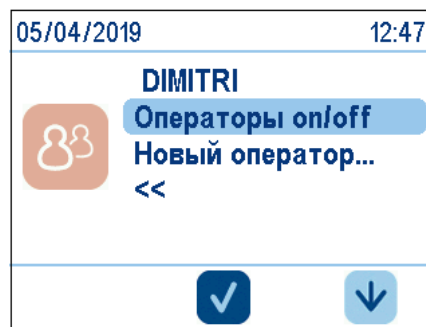 05/04/2019 12:47
DIMITRI
Операторы on/off
Новый оператор...
<<